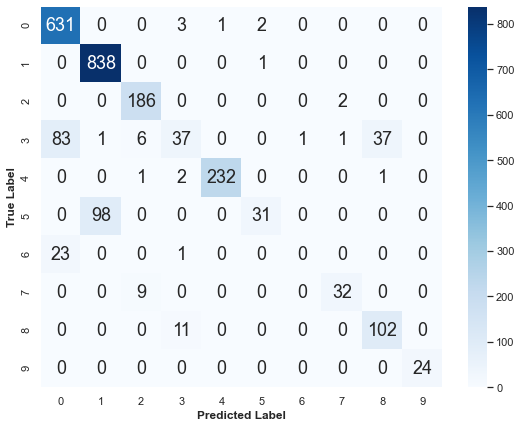 0 631 0 0 3 1 2 0 0 0 0
1 0 838 0 0 0 1 0 0 0 0
2 0 0 186 0 0 0 0 2 0 0
3 83 1 6 37 0 0 1 1 37 0
4 0 0 1 2 232 0 0 0 1 0
5 0 98 0 0 0 31 0 0 0 0
6 23 0 0 1 0 0 0 0 0 0
7 0 0 9 0 0 0 0 32 0 0
8 0 0 0 11 0 0 0 0 102 0
9 0 0 0 0 0 0 0 0 0 24
0 1 2 3 4 5 6 7 8 9
True Label
Predicted Label
800
700
600
500
400
300
200
100
0